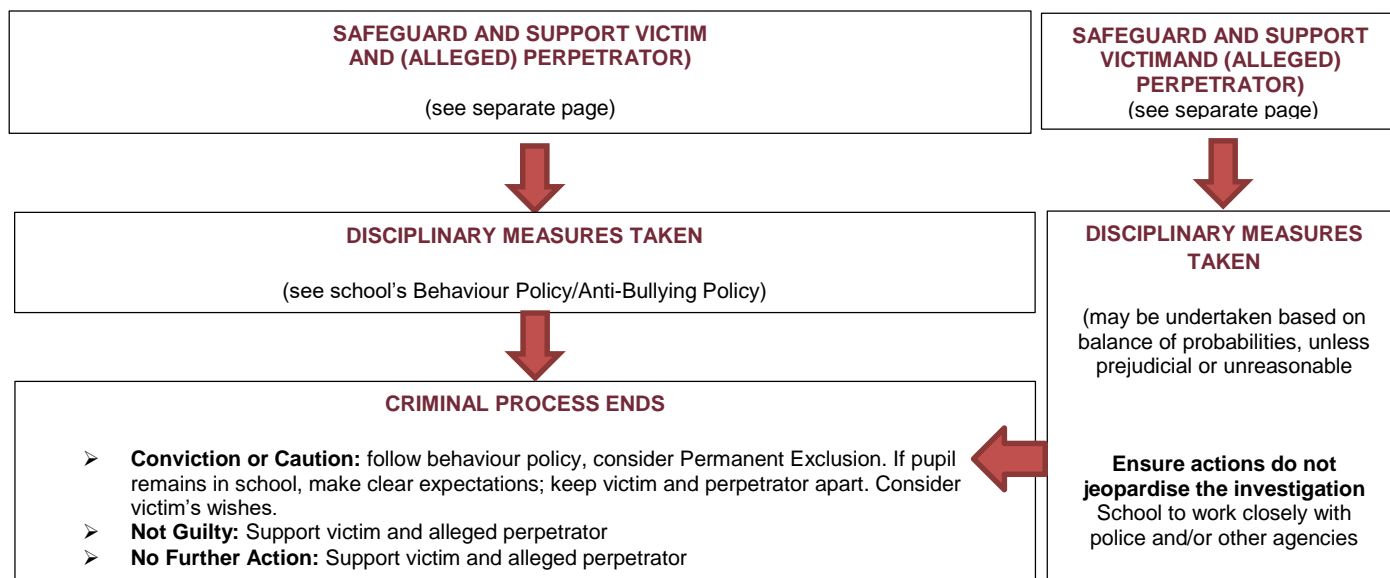 SAFEGUARD AND SUPPORT VICTIM
AND (ALLEGED) PERPETRATOR)
(see separate page)
SAFEGUARD AND SUPPORT
VICTIMAND (ALLEGED)
PERPETRATOR)
(see separate page)
DISCIPLINARY MEASURES TAKEN
(see school’s Behaviour Policy/Anti-Bullying Policy)
DISCIPLINARY MEASURES
TAKEN
(may be undertaken based on
balance of probabilities, unless
prejudicial or unreasonable
Ensure actions do not
jeopardise the investigation
School to work closely with
police and/or other agencies
CRIMINAL PROCESS ENDS
➢ Conviction or Caution: follow behaviour policy, consider Permanent Exclusion. If pupil
remains in school, make clear expectations; keep victim and perpetrator apart. Consider
victim’s wishes.
➢ Not Guilty: Support victim and alleged perpetrator
➢ No Further Action: Support victim and alleged perpetrator